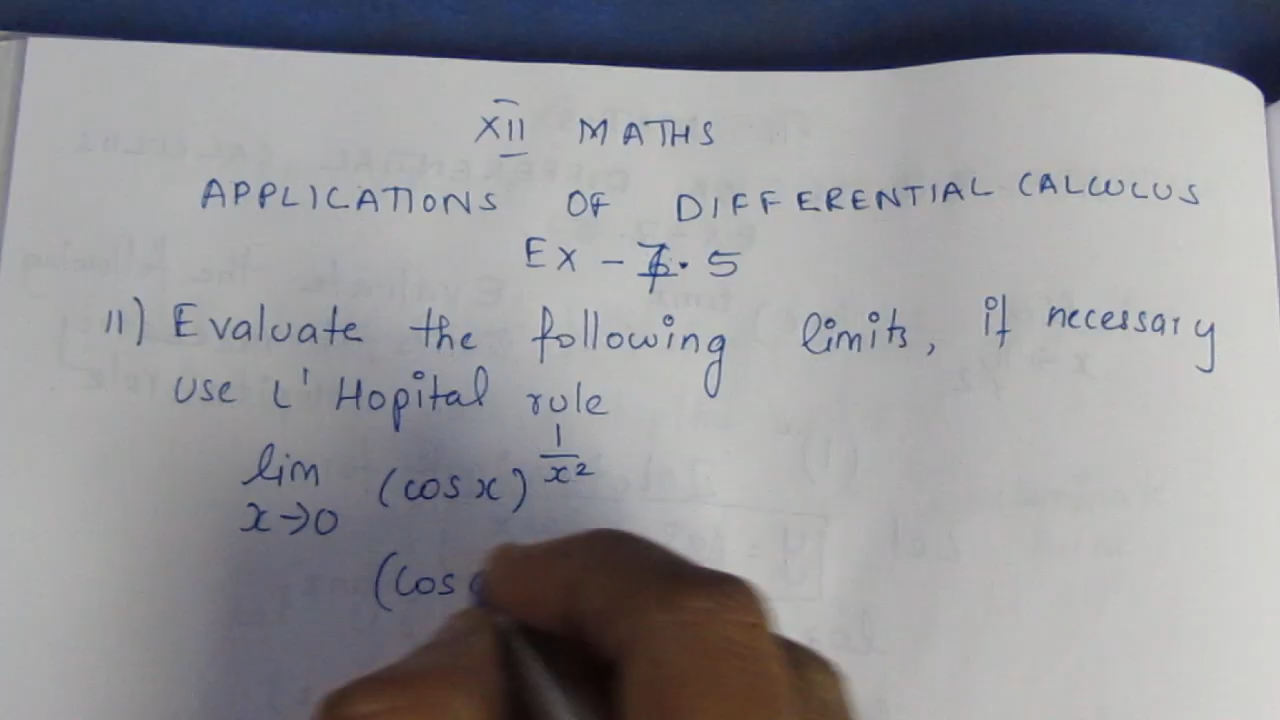 XII MATHS
APPLICATIONS OF DIFFERENTIAL CALCULUS
EX - 7.5
11) Evaluate the following limits, if necessary
use L' Hopital rule
lim x→0 (cos x)^(1/x²)
(cos